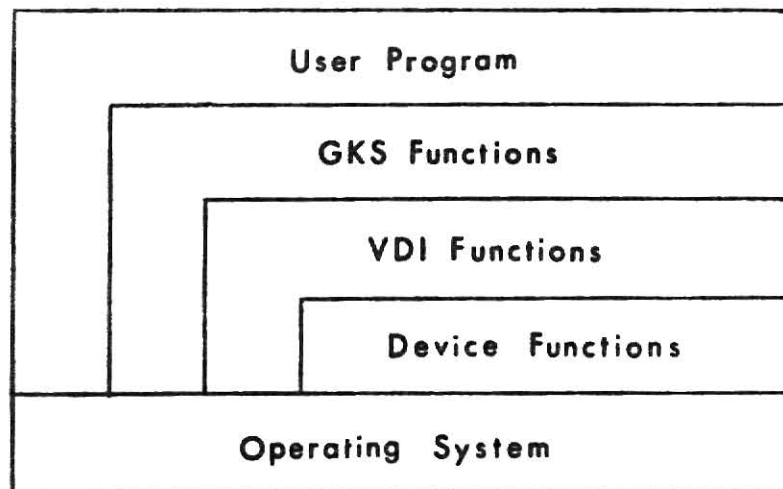 User Program
GKS Functions
VDI Functions
Device Functions
Operating System